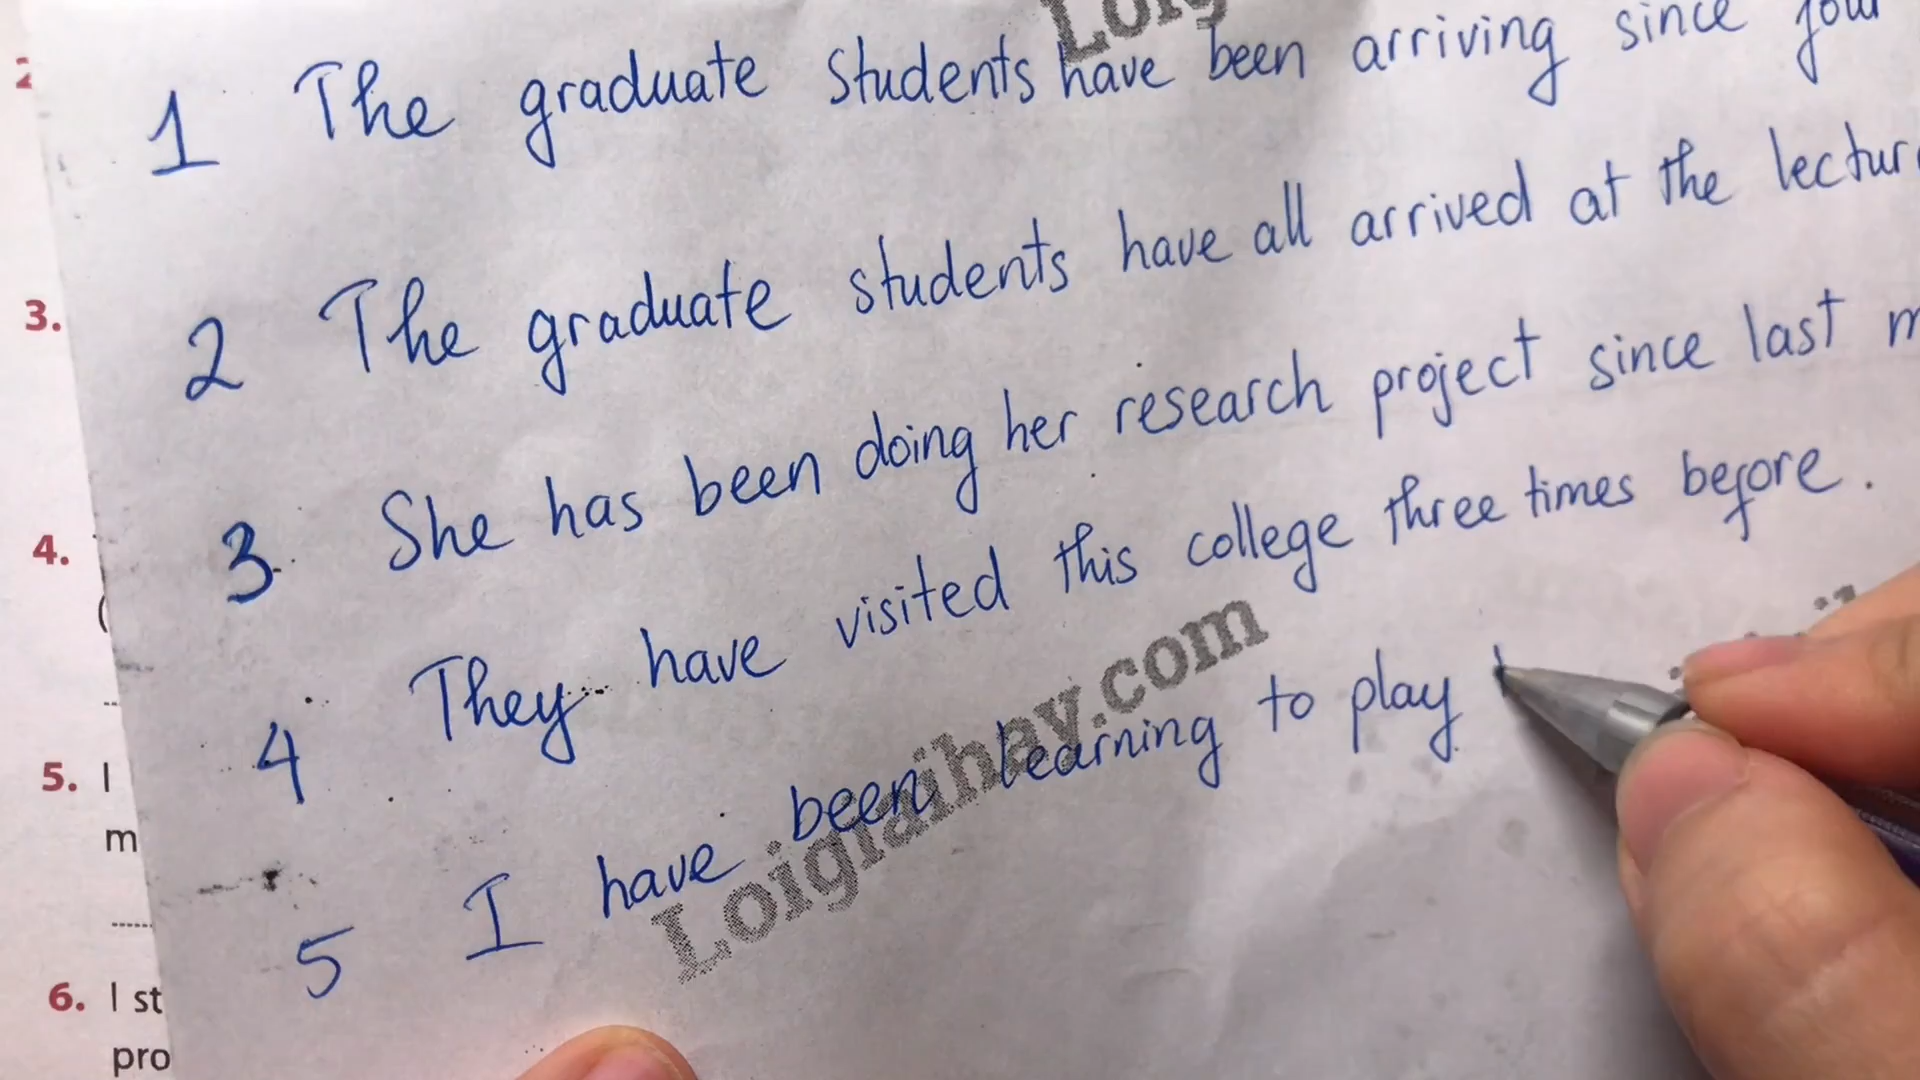 1 The graduate students have been arriving since
2 The graduate students have all arrived at the
3 She has been doing her research project since last
4 They have visited this college three times before.
5 I have been learning to play
Loigiaihay.com
2
3.
4.
(
5. I
m
6. I st
pro